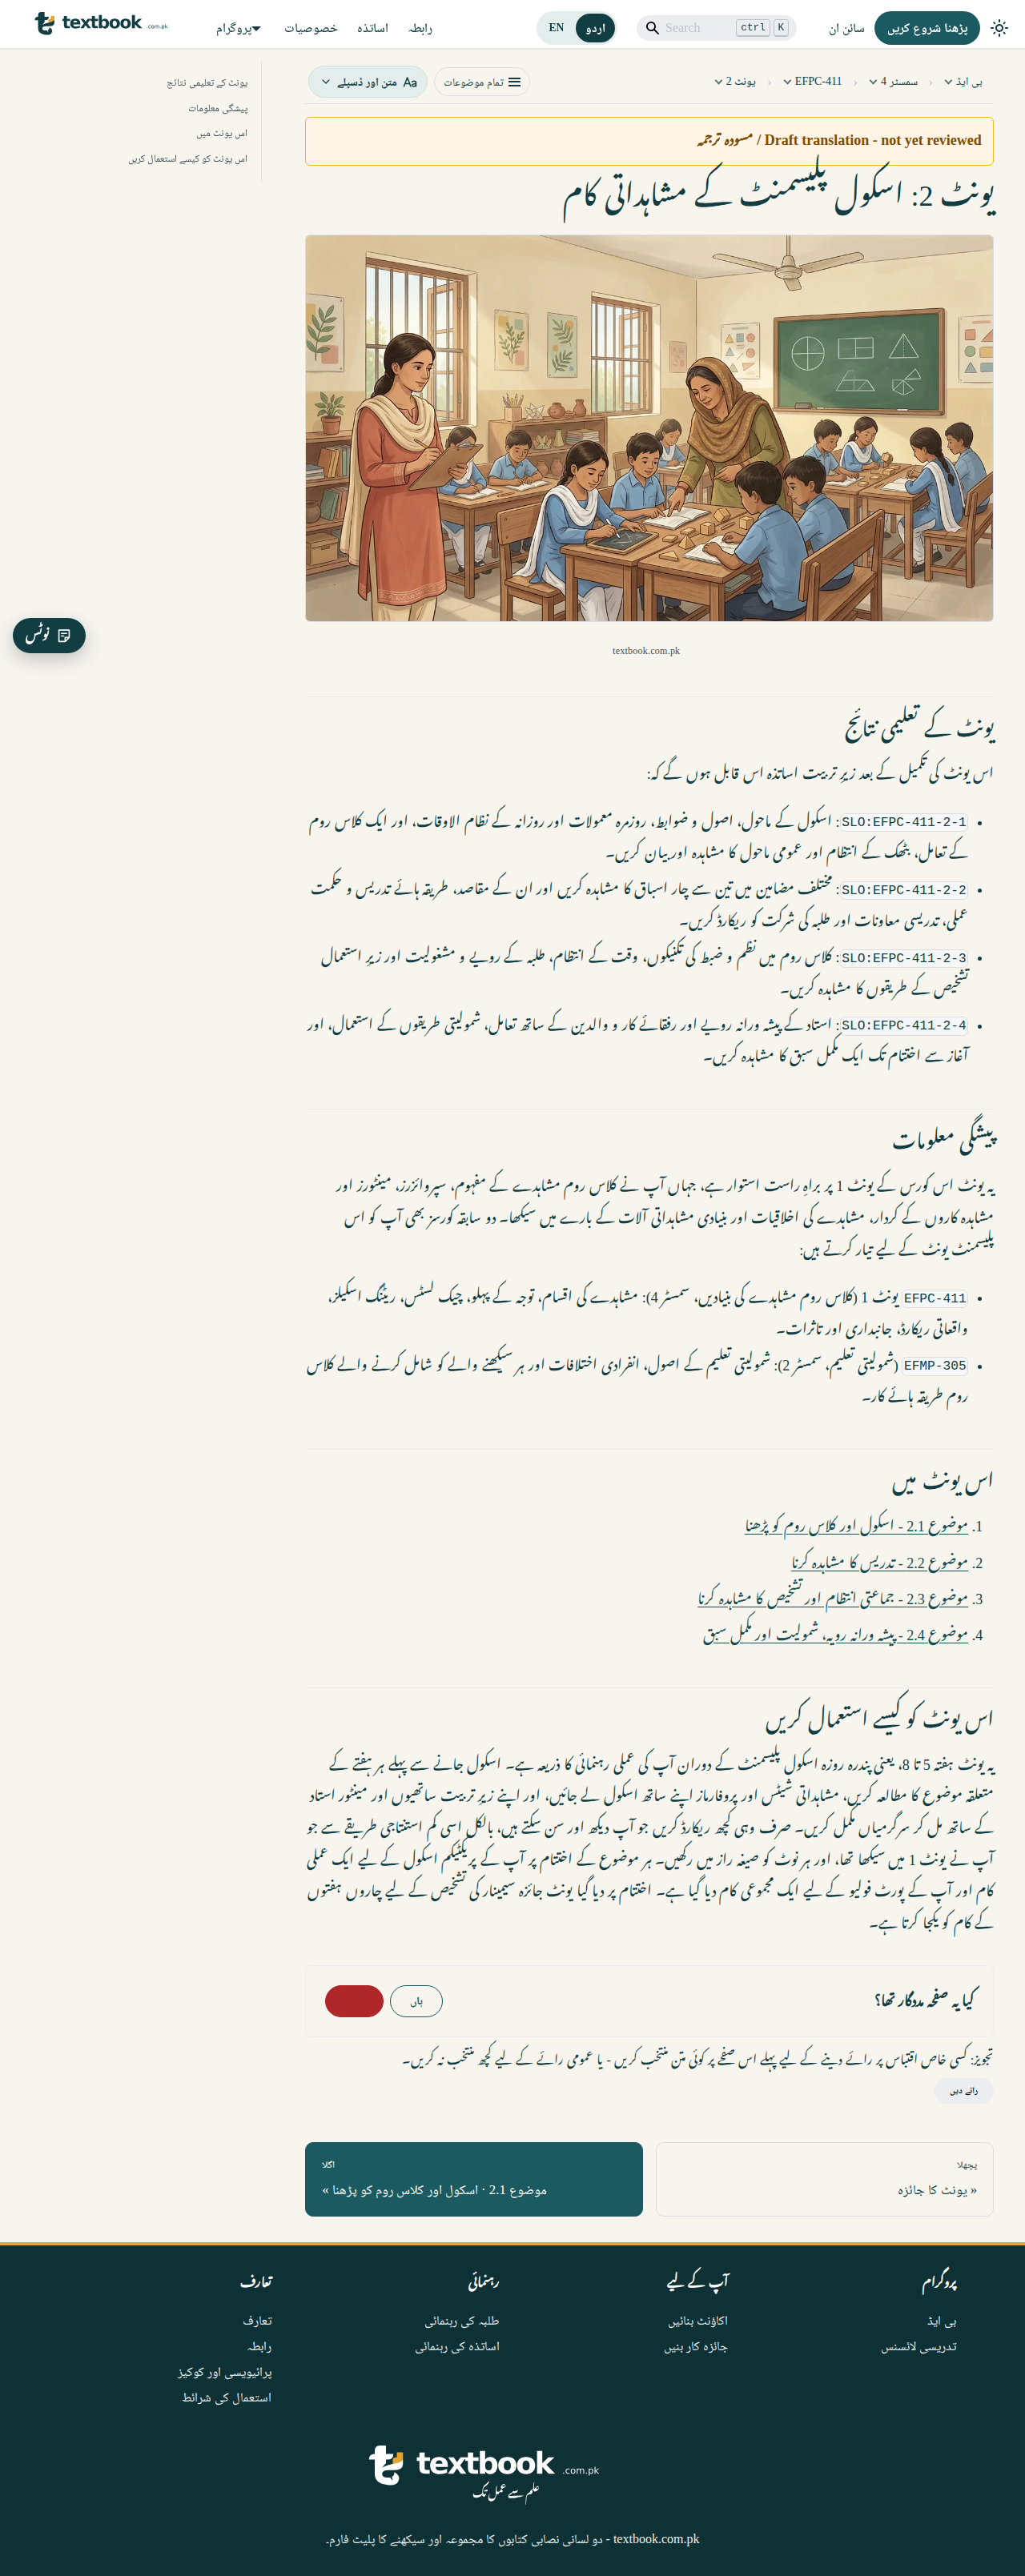 پڑھنا شروع کریں
سائن ان
Search ctrl K
اردو EN
رابطہ
اساتذہ
خصوصیات
پروگرام
textbook .com.pk
بی ایڈ › سمسٹر 4 › EFPC-411 › یونٹ 2
تمام موضوعات
Aa متن اور ڈسپلے
یونٹ کے تعلیمی نتائج
پیشگی معلومات
اس یونٹ میں
اس یونٹ کو کیسے استعمال کریں
Draft translation - not yet reviewed / مسودہ ترجمہ
یونٹ 2: اسکول پلیسمنٹ کے مشاہداتی کام
textbook.com.pk
نوٹس
یونٹ کے تعلیمی نتائج
اس یونٹ کی تکمیل کے بعد زیرِ تربیت اساتذہ اس قابل ہوں گے کہ:
• SLO:EFPC-411-2-1: اسکول کے ماحول، اصول و ضوابط، روزمرہ معمولات اور روزانہ کے نظام الاوقات، اور ایک کلاس روم
کے تعامل، بیٹھک کے انتظام اور عمومی ماحول کا مشاہدہ اور بیان کریں۔
• SLO:EFPC-411-2-2: مختلف مضامین میں تین سے چار اسباق کا مشاہدہ کریں اور ان کے مقاصد، طریقہ ہائے تدریس و حکمت
عملی، تدریسی معاونات اور طلبہ کی شرکت کو ریکارڈ کریں۔
• SLO:EFPC-411-2-3: کلاس روم میں نظم و ضبط کی تکنیکوں، وقت کے انتظام، طلبہ کے رویے و مشغولیت اور زیرِ استعمال
تشخیص کے طریقوں کا مشاہدہ کریں۔
• SLO:EFPC-411-2-4: استاد کے پیشہ ورانہ رویے اور رفقائے کار و والدین کے ساتھ تعامل، شمولیتی طریقوں کے استعمال، اور
آغاز سے اختتام تک ایک مکمل سبق کا مشاہدہ کریں۔
پیشگی معلومات
یہ یونٹ اس کورس کے یونٹ 1 پر براہِ راست استوار ہے، جہاں آپ نے کلاس روم مشاہدے کے مفہوم، سپروائزرز، مینٹورز اور
مشاہدہ کاروں کے کردار، مشاہدے کی اخلاقیات اور بنیادی مشاہداتی آلات کے بارے میں سیکھا۔ دو سابقہ کورسز بھی آپ کو اس
پلیسمنٹ یونٹ کے لیے تیار کرتے ہیں:
• EFPC-411 یونٹ 1 (کلاس روم مشاہدے کی بنیادیں، سمسٹر 4): مشاہدے کی اقسام، توجہ کے پہلو، چیک لسٹس، ریٹنگ اسکیلز،
واقعاتی ریکارڈ، جانبداری اور تاثرات۔
• EFMP-305 (شمولیتی تعلیم، سمسٹر 2): شمولیتی تعلیم کے اصول، انفرادی اختلافات اور ہر سیکھنے والے کو شامل کرنے والے کلاس
روم طریقہ ہائے کار۔
اس یونٹ میں
1. موضوع 2.1 - اسکول اور کلاس روم کو پڑھنا
2. موضوع 2.2 - تدریس کا مشاہدہ کرنا
3. موضوع 2.3 - جماعتی انتظام اور تشخیص کا مشاہدہ کرنا
4. موضوع 2.4 - پیشہ ورانہ رویہ، شمولیت اور مکمل سبق
اس یونٹ کو کیسے استعمال کریں
یہ یونٹ ہفتہ 5 تا 8، یعنی پندرہ روزہ اسکول پلیسمنٹ کے دوران آپ کی عملی رہنمائی کا ذریعہ ہے۔ اسکول جانے سے پہلے ہر ہفتے کے
متعلقہ موضوع کا مطالعہ کریں، مشاہداتی شیٹس اور پروفارماز اپنے ساتھ اسکول لے جائیں، اور اپنے زیرِ تربیت ساتھیوں اور مینٹور استاد
کے ساتھ مل کر سرگرمیاں مکمل کریں۔ صرف وہی کچھ ریکارڈ کریں جو آپ دیکھ اور سن سکتے ہیں، بالکل اسی کم استنتاجی طریقے سے جو
آپ نے یونٹ 1 میں سیکھا تھا، اور ہر نوٹ کو صیغہ راز میں رکھیں۔ ہر موضوع کے اختتام پر آپ کے پریکٹیکم اسکول کے لیے ایک عملی
کام اور آپ کے پورٹ فولیو کے لیے ایک مجموعی کام دیا گیا ہے۔ اختتام پر دیا گیا یونٹ جائزہ سیمینار کی تشخیص کے لیے چاروں ہفتوں
کے کام کو یکجا کرتا ہے۔
کیا یہ صفحہ مددگار تھا؟
ہاں
تجویز: کسی خاص اقتباس پر رائے دینے کے لیے پہلے اس صفحے پر کوئی متن منتخب کریں - یا عمومی رائے کے لیے کچھ منتخب نہ کریں۔
رائے دیں
پچھلا
« یونٹ کا جائزہ
اگلا
موضوع 2.1 · اسکول اور کلاس روم کو پڑھنا »
پروگرام
بی ایڈ
تدریسی لائسنس
آپ کے لیے
اکاؤنٹ بنائیں
جائزہ کار بنیں
رہنمائی
طلبہ کی رہنمائی
اساتذہ کی رہنمائی
تعارف
تعارف
رابطہ
پرائیویسی اور کوکیز
استعمال کی شرائط
textbook .com.pk
علم سے عمل تک
textbook.com.pk - دو لسانی نصابی کتابوں کا مجموعہ اور سیکھنے کا پلیٹ فارم۔